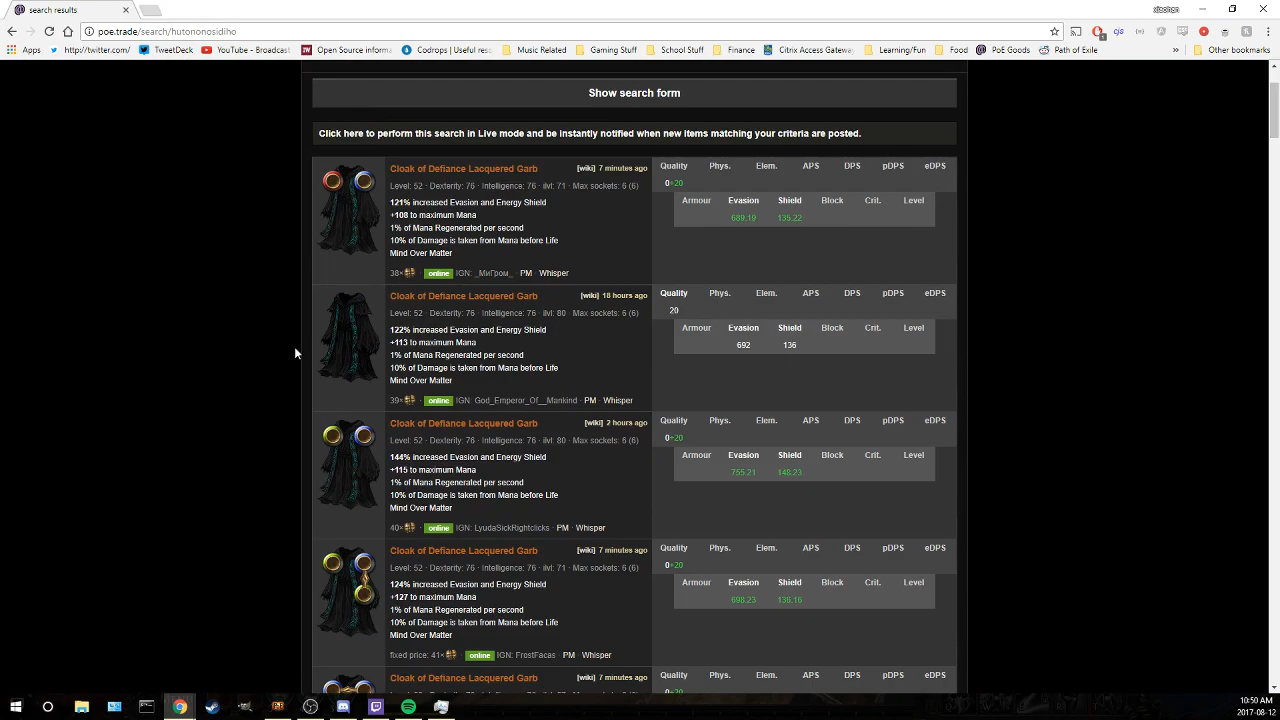 search results
xiaohan
poe.trade/search/hutononosidiho
Apps http://twitter.com/ TweetDeck YouTube - Broadcast Open Source informa Codrops | Useful res Music Related Gaming Stuff School Stuff Finance Citrix Access Gatew Learning/Fun Food PoE Goods Path of Exile » Other bookmarks
Show search form
Click here to perform this search in Live mode and be instantly notified when new items matching your criteria are posted.
Cloak of Defiance Lacquered Garb [wiki] 7 minutes ago
Level: 52 · Dexterity: 76 · Intelligence: 76 · ilvl: 71 · Max sockets: 6 (6)
121% increased Evasion and Energy Shield
+108 to maximum Mana
1% of Mana Regenerated per second
10% of Damage is taken from Mana before Life
Mind Over Matter
38× · online IGN: _МиГром_ · PM · Whisper
Quality Phys. Elem. APS DPS pDPS eDPS
0+20
Armour Evasion Shield Block Crit. Level
689.19 135.22
Cloak of Defiance Lacquered Garb [wiki] 18 hours ago
Level: 52 · Dexterity: 76 · Intelligence: 76 · ilvl: 80 · Max sockets: 6 (6)
122% increased Evasion and Energy Shield
+113 to maximum Mana
1% of Mana Regenerated per second
10% of Damage is taken from Mana before Life
Mind Over Matter
39× · online IGN: God_Emperor_Of__Mankind · PM · Whisper
Quality Phys. Elem. APS DPS pDPS eDPS
20
Armour Evasion Shield Block Crit. Level
692 136
Cloak of Defiance Lacquered Garb [wiki] 2 hours ago
Level: 52 · Dexterity: 76 · Intelligence: 76 · ilvl: 80 · Max sockets: 6 (6)
144% increased Evasion and Energy Shield
+115 to maximum Mana
1% of Mana Regenerated per second
10% of Damage is taken from Mana before Life
Mind Over Matter
40× · online IGN: LyudaSickRightclicks · PM · Whisper
Quality Phys. Elem. APS DPS pDPS eDPS
0+20
Armour Evasion Shield Block Crit. Level
755.21 148.23
Cloak of Defiance Lacquered Garb [wiki] 7 minutes ago
Level: 52 · Dexterity: 76 · Intelligence: 76 · ilvl: 71 · Max sockets: 6 (6)
124% increased Evasion and Energy Shield
+127 to maximum Mana
1% of Mana Regenerated per second
10% of Damage is taken from Mana before Life
Mind Over Matter
fixed price: 41× · online IGN: FrostFacas · PM · Whisper
Quality Phys. Elem. APS DPS pDPS eDPS
0+20
Armour Evasion Shield Block Crit. Level
698.23 136.16
Cloak of Defiance Lacquered Garb [wiki] 7 minutes ago
Quality Phys. Elem. APS DPS pDPS eDPS
0+20
10:50 AM
2017-08-12